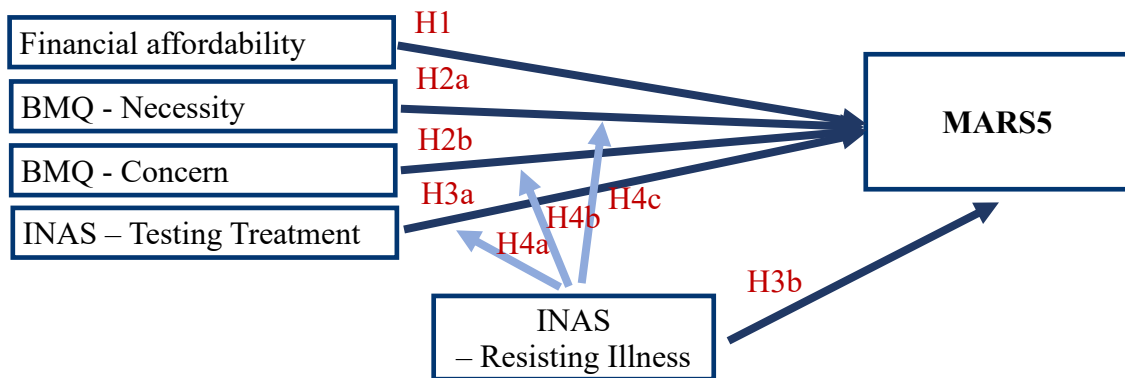 H1
Financial affordability
H2a
BMQ - Necessity
MARS5
H2b
BMQ - Concern
H3a
H4c
H4b
INAS – Testing Treatment
H4a
H3b
INAS
– Resisting Illness